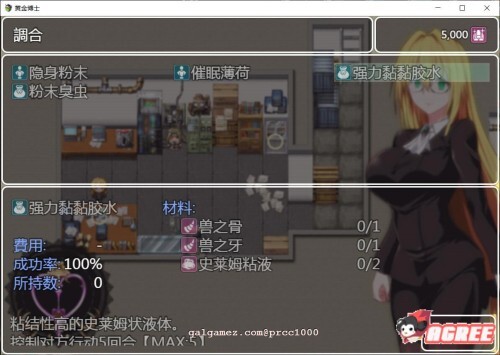 黄金博士
調合
5,000
隐身粉末
催眠薄荷
强力黏黏胶水
粉末臭虫
强力黏黏胶水
材料:
兽之骨 0/1
費用: -
兽之牙 0/1
成功率: 100%
史莱姆粘液 0/2
所持数: 0
粘结性高的史莱姆状液体。
qalgamez.com@prcc1000
控制对方行动5回合【MAX:5】
AGREE